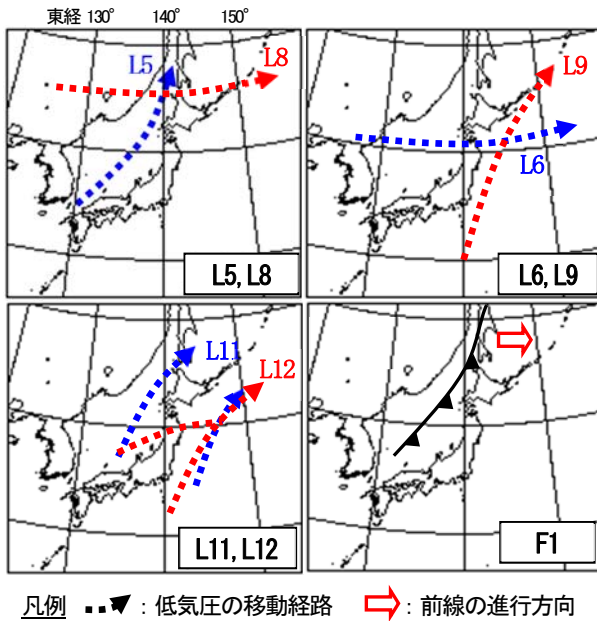 東経 130° 140° 150°
L5 L8
L5, L8
L9
L6
L6, L9
L11
L12
L11, L12
F1
凡例 : 低気圧の移動経路 : 前線の進行方向